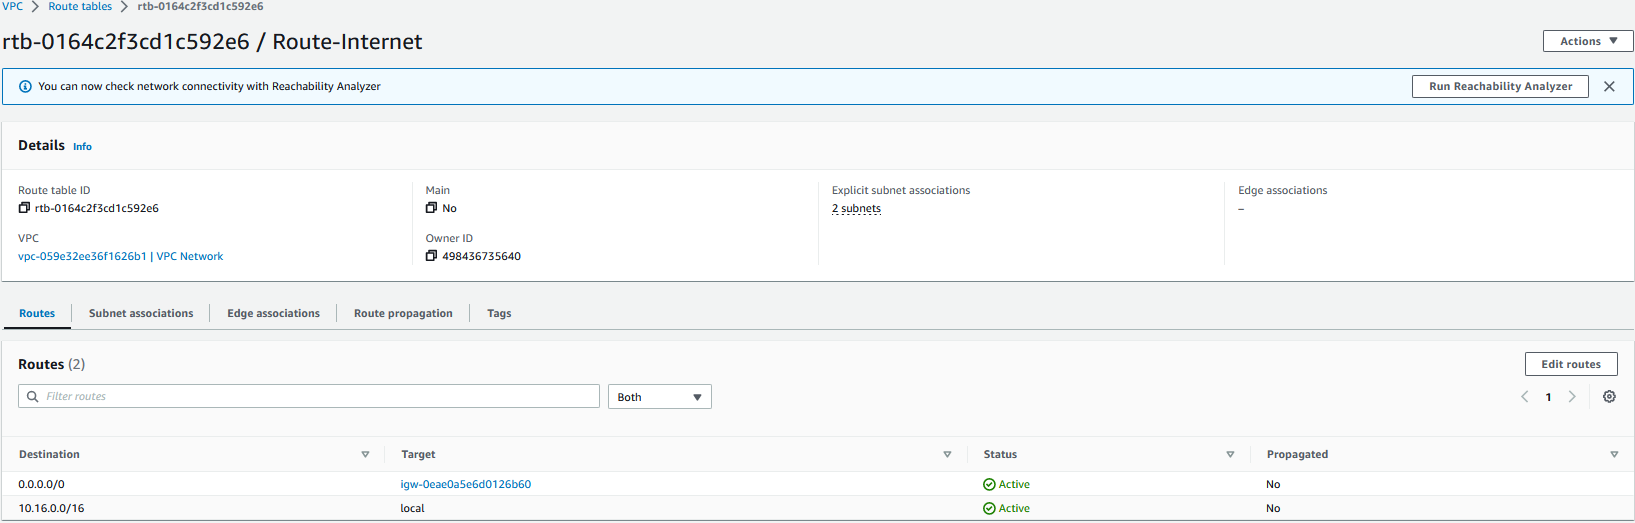 VPC > Route tables > rtb-0164c2f3cd1c592e6
rtb-0164c2f3cd1c592e6 / Route-Internet
Actions
You can now check network connectivity with Reachability Analyzer
Run Reachability Analyzer
Details Info
Route table ID
rtb-0164c2f3cd1c592e6
Main
No
Explicit subnet associations
2 subnets
Edge associations
–
VPC
vpc-059e32ee36f1626b1 | VPC Network
Owner ID
498436735640
Routes Subnet associations Edge associations Route propagation Tags
Routes (2)
Edit routes
Filter routes
Both
1
Destination Target Status Propagated
0.0.0.0/0 igw-0eae0a5e6d0126b60 Active No
10.16.0.0/16 local Active No